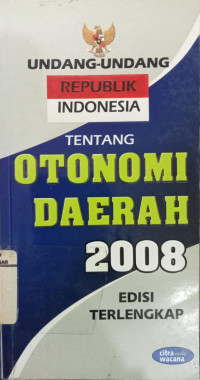 UNDANG-UNDANG
REPUBLIK
INDONESIA
TENTANG
OTONOMI
DAERAH
2008
EDISI
TERLENGKAP
citra
wacana